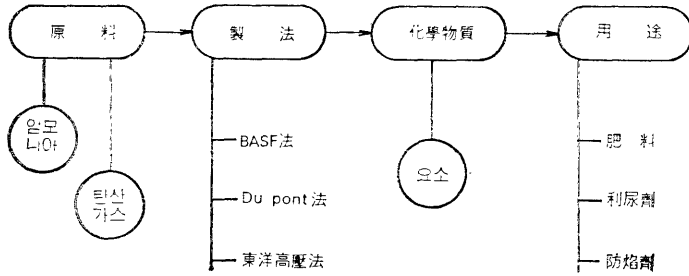 原 料
製 法
化學物質
用 途
암모
니아
탄산
가스
BASF法
Du pont法
東洋高壓法
요소
肥 料
利尿劑
防焰劑